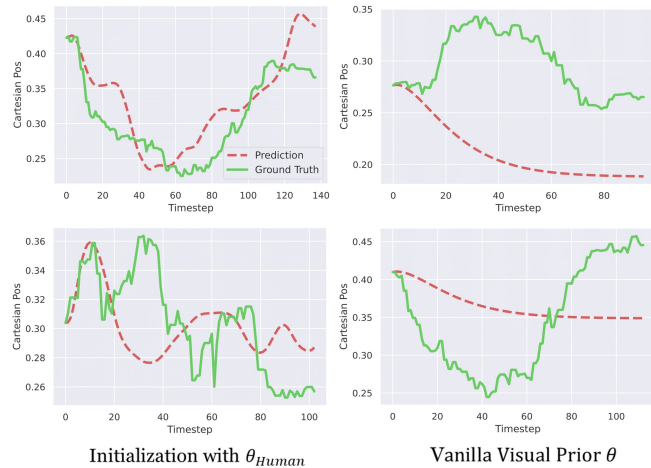 0.45
0.40
0.35
0.30
0.25
Cartesian Pos
0 20 40 60 80 100 120 140
Timestep
Prediction
Ground Truth
0.35
0.30
0.25
0.20
Cartesian Pos
0 20 40 60 80
Timestep
0.36
0.34
0.32
0.30
0.28
0.26
Cartesian Pos
0 20 40 60 80 100
Timestep
0.45
0.40
0.35
0.30
0.25
Cartesian Pos
0 20 40 60 80 100
Timestep
Initialization with θ_Human
Vanilla Visual Prior θ